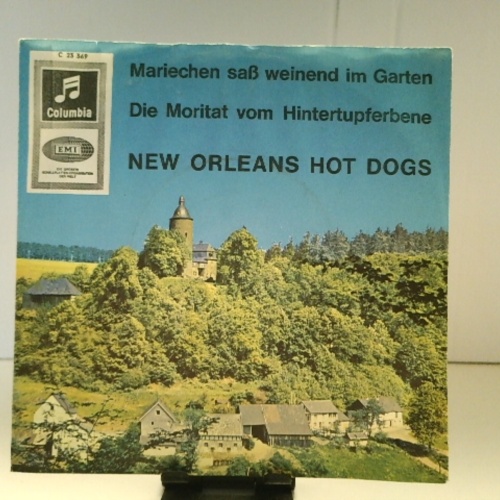 C 23 569
Mariechen saß weinend im Garten
Columbia
Die Moritat vom Hintertupferbene
EMI
NEW ORLEANS HOT DOGS